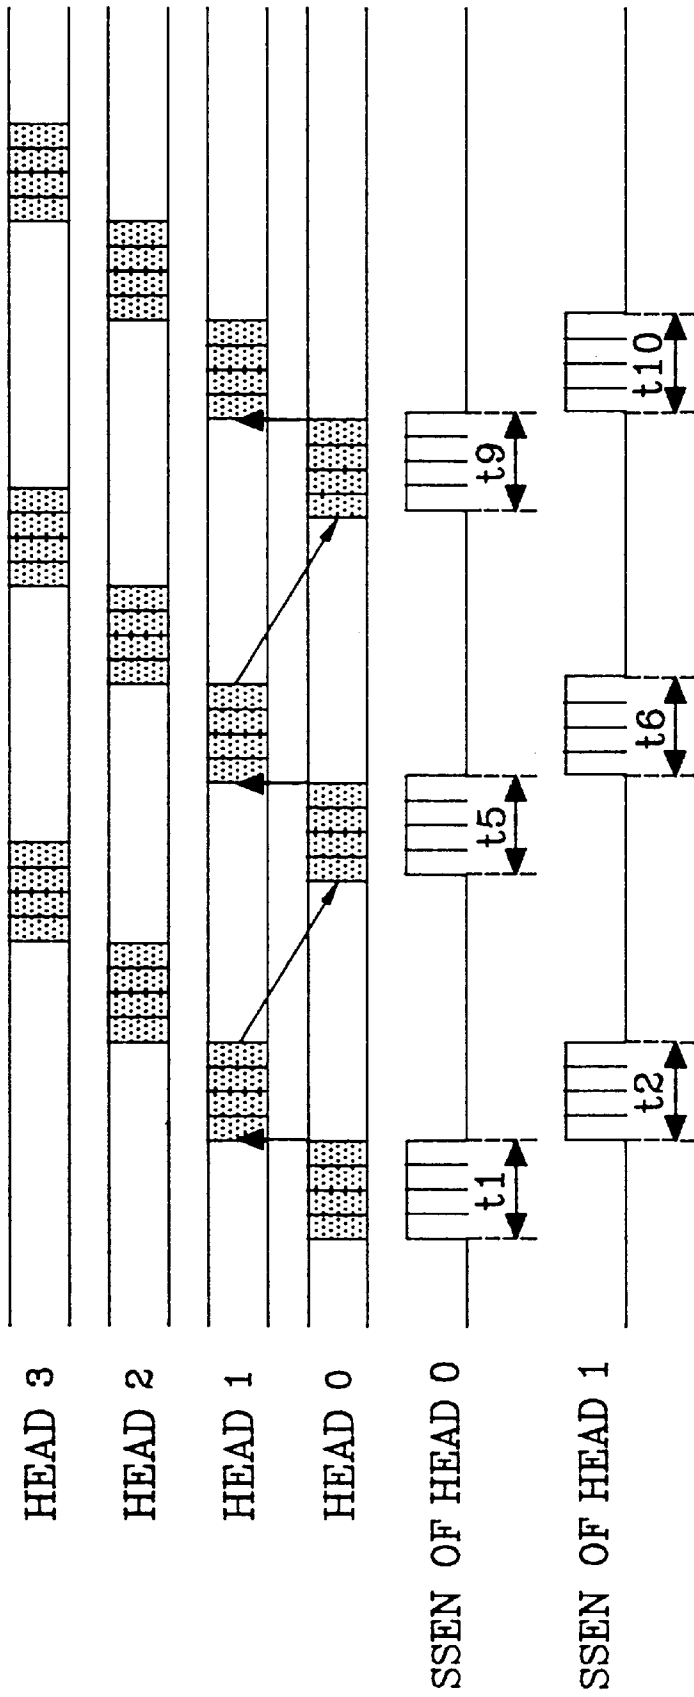 HEAD 3
HEAD 2
HEAD 1
HEAD 0
SSEN OF HEAD 0
t1
t5
t9
SSEN OF HEAD 1
t2
t6
t10